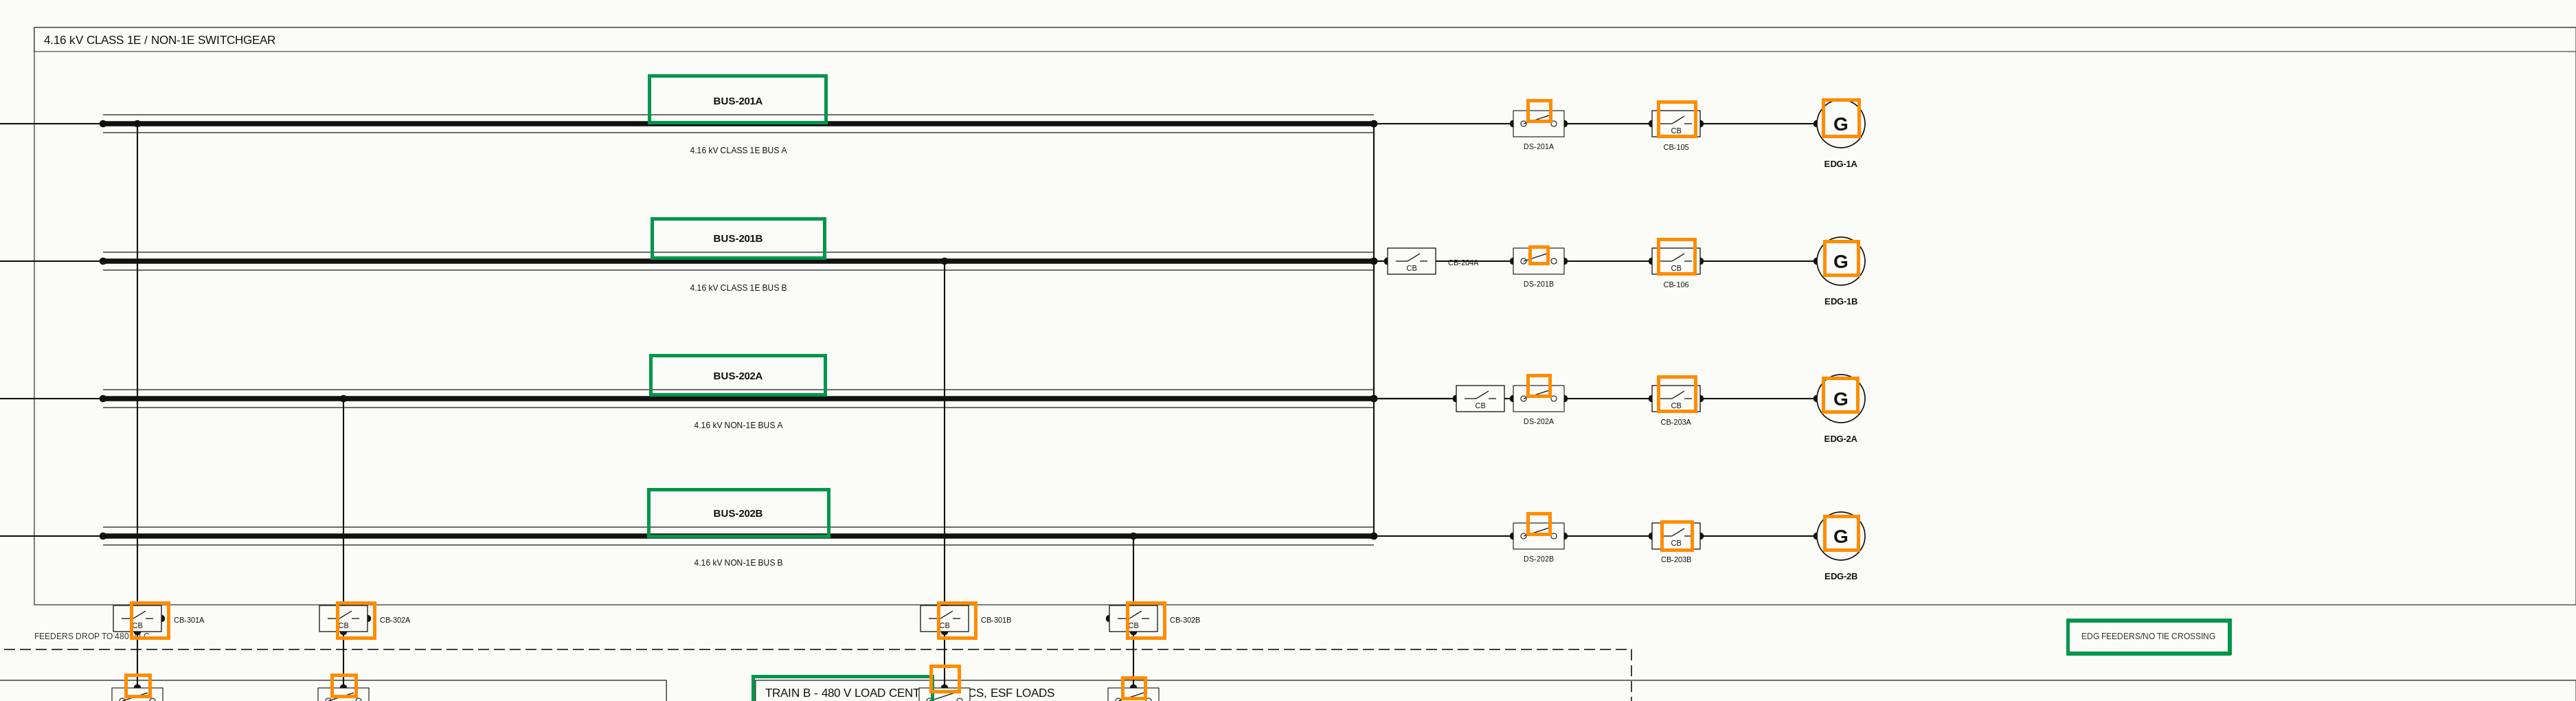 4.16 kV CLASS 1E / NON-1E SWITCHGEAR
BUS-201A
4.16 kV CLASS 1E BUS A
DS-201A
CB
CB-105
G
EDG-1A
BUS-201B
4.16 kV CLASS 1E BUS B
CB
CB-204A
DS-201B
CB
CB-106
G
EDG-1B
BUS-202A
4.16 kV NON-1E BUS A
CB
DS-202A
CB
CB-203A
G
EDG-2A
BUS-202B
4.16 kV NON-1E BUS B
DS-202B
CB
CB-203B
G
EDG-2B
CB
CB-301A
CB
CB-302A
CB
CB-301B
CB
CB-302B
FEEDERS DROP TO 480
EDG FEEDERS/NO TIE CROSSING
TRAIN B - 480 V LOAD CENT CS, ESF LOADS